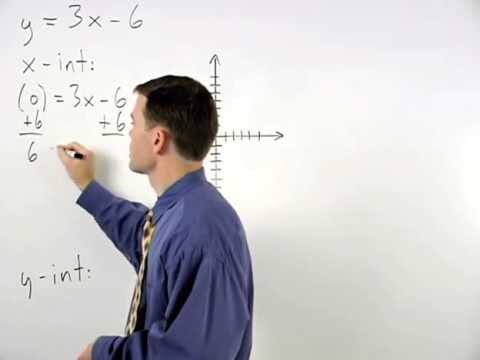 y = 3x - 6
x - int:
(0) = 3x - 6
+6 +6
6
y - int: